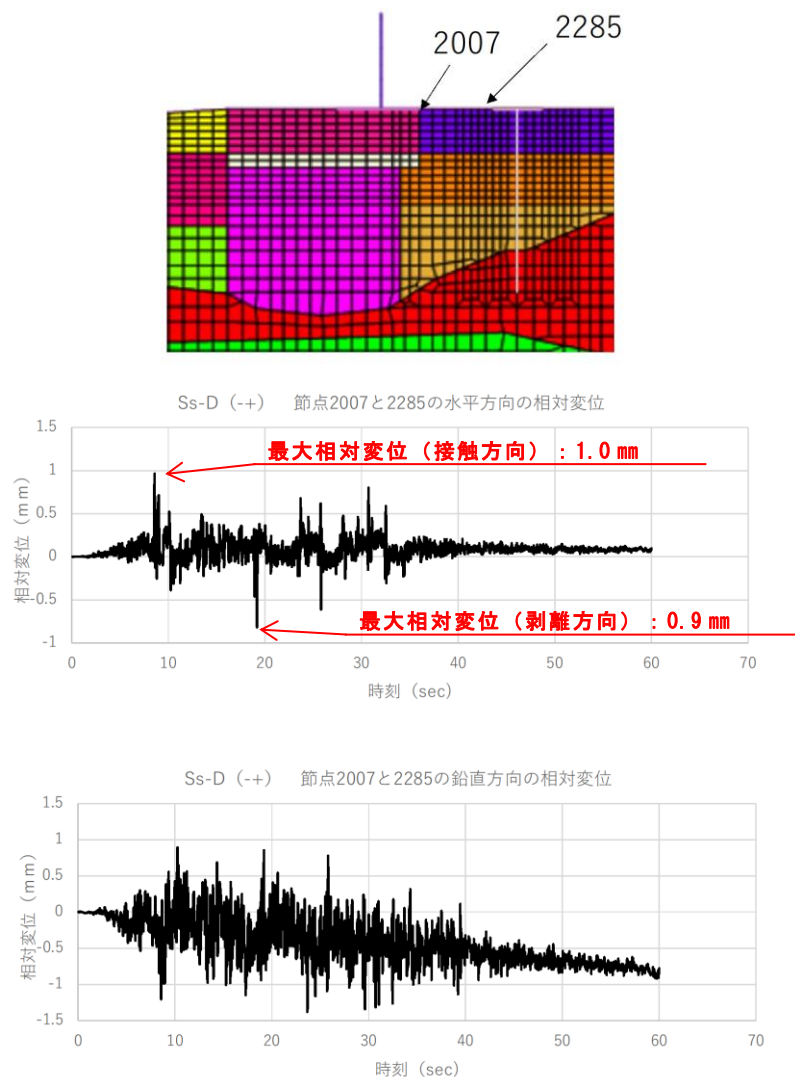 2007
2285
Ss-D（-+）　節点2007と2285の水平方向の相対変位
最大相対変位（接触方向）：1.0㎜
最大相対変位（剥離方向）：0.9㎜
相対変位（mm）
1.5
1
0.5
0
-0.5
-1
0 10 20 30 40 50 60 70
時刻（sec）
Ss-D（-+）　節点2007と2285の鉛直方向の相対変位
相対変位（mm）
1.5
1
0.5
0
-0.5
-1
-1.5
0 10 20 30 40 50 60 70
時刻（sec）